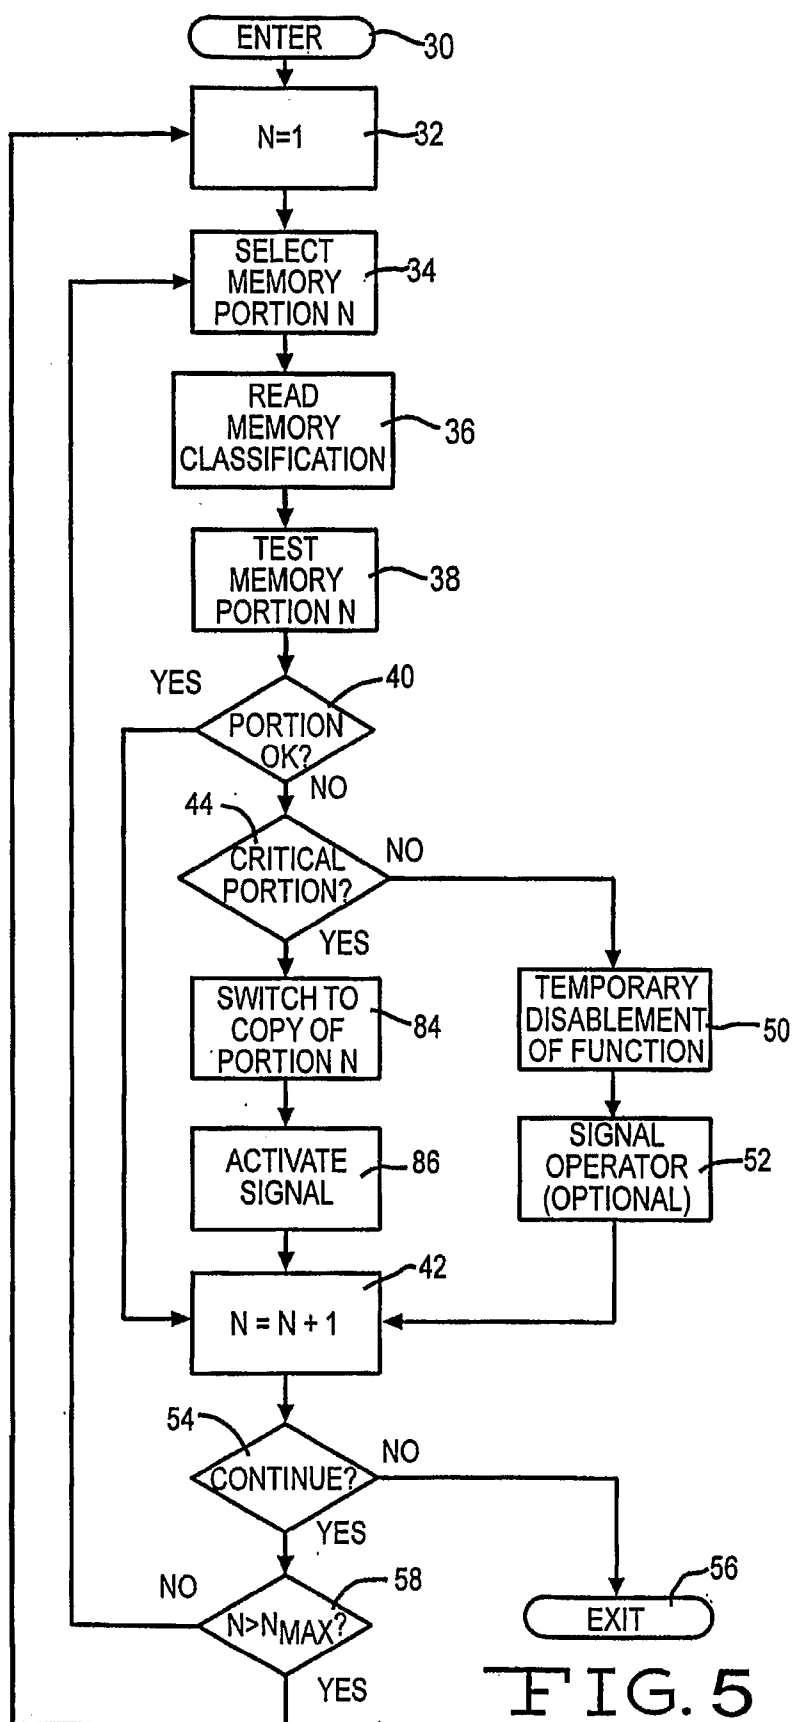 ENTER
30
N=1
32
SELECT
MEMORY
PORTION N
34
READ
MEMORY
CLASSIFICATION
36
TEST
MEMORY
PORTION N
38
YES
40
PORTION
OK?
NO
44
CRITICAL
PORTION?
NO
YES
SWITCH TO
COPY OF
PORTION N
84
TEMPORARY
DISABLEMENT
OF FUNCTION
50
ACTIVATE
SIGNAL
86
SIGNAL
OPERATOR
(OPTIONAL)
52
42
N = N + 1
54
CONTINUE?
NO
YES
NO
58
N>NMAX?
YES
56
EXIT
FIG. 5